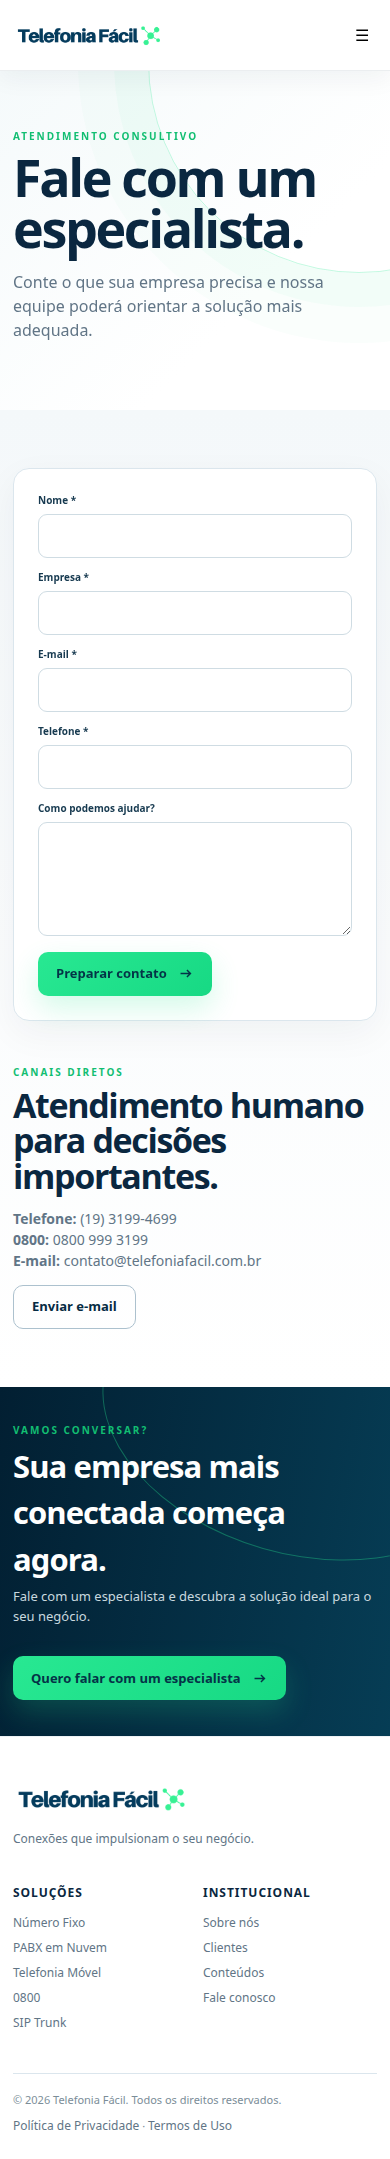 Telefonia Fácil
☰
ATENDIMENTO CONSULTIVO
Fale com um
especialista.
Conte o que sua empresa precisa e nossa
equipe poderá orientar a solução mais
adequada.
Nome *
Empresa *
E-mail *
Telefone *
Como podemos ajudar?
Preparar contato →
CANAIS DIRETOS
Atendimento humano
para decisões
importantes.
Telefone: (19) 3199-4699
0800: 0800 999 3199
E-mail: contato@telefoniafacil.com.br
Enviar e-mail
VAMOS CONVERSAR?
Sua empresa mais
conectada começa
agora.
Fale com um especialista e descubra a solução ideal para o
seu negócio.
Quero falar com um especialista →
Telefonia Fácil
Conexões que impulsionam o seu negócio.
SOLUÇÕES
Número Fixo
PABX em Nuvem
Telefonia Móvel
0800
SIP Trunk
INSTITUCIONAL
Sobre nós
Clientes
Conteúdos
Fale conosco
© 2026 Telefonia Fácil. Todos os direitos reservados.
Política de Privacidade · Termos de Uso